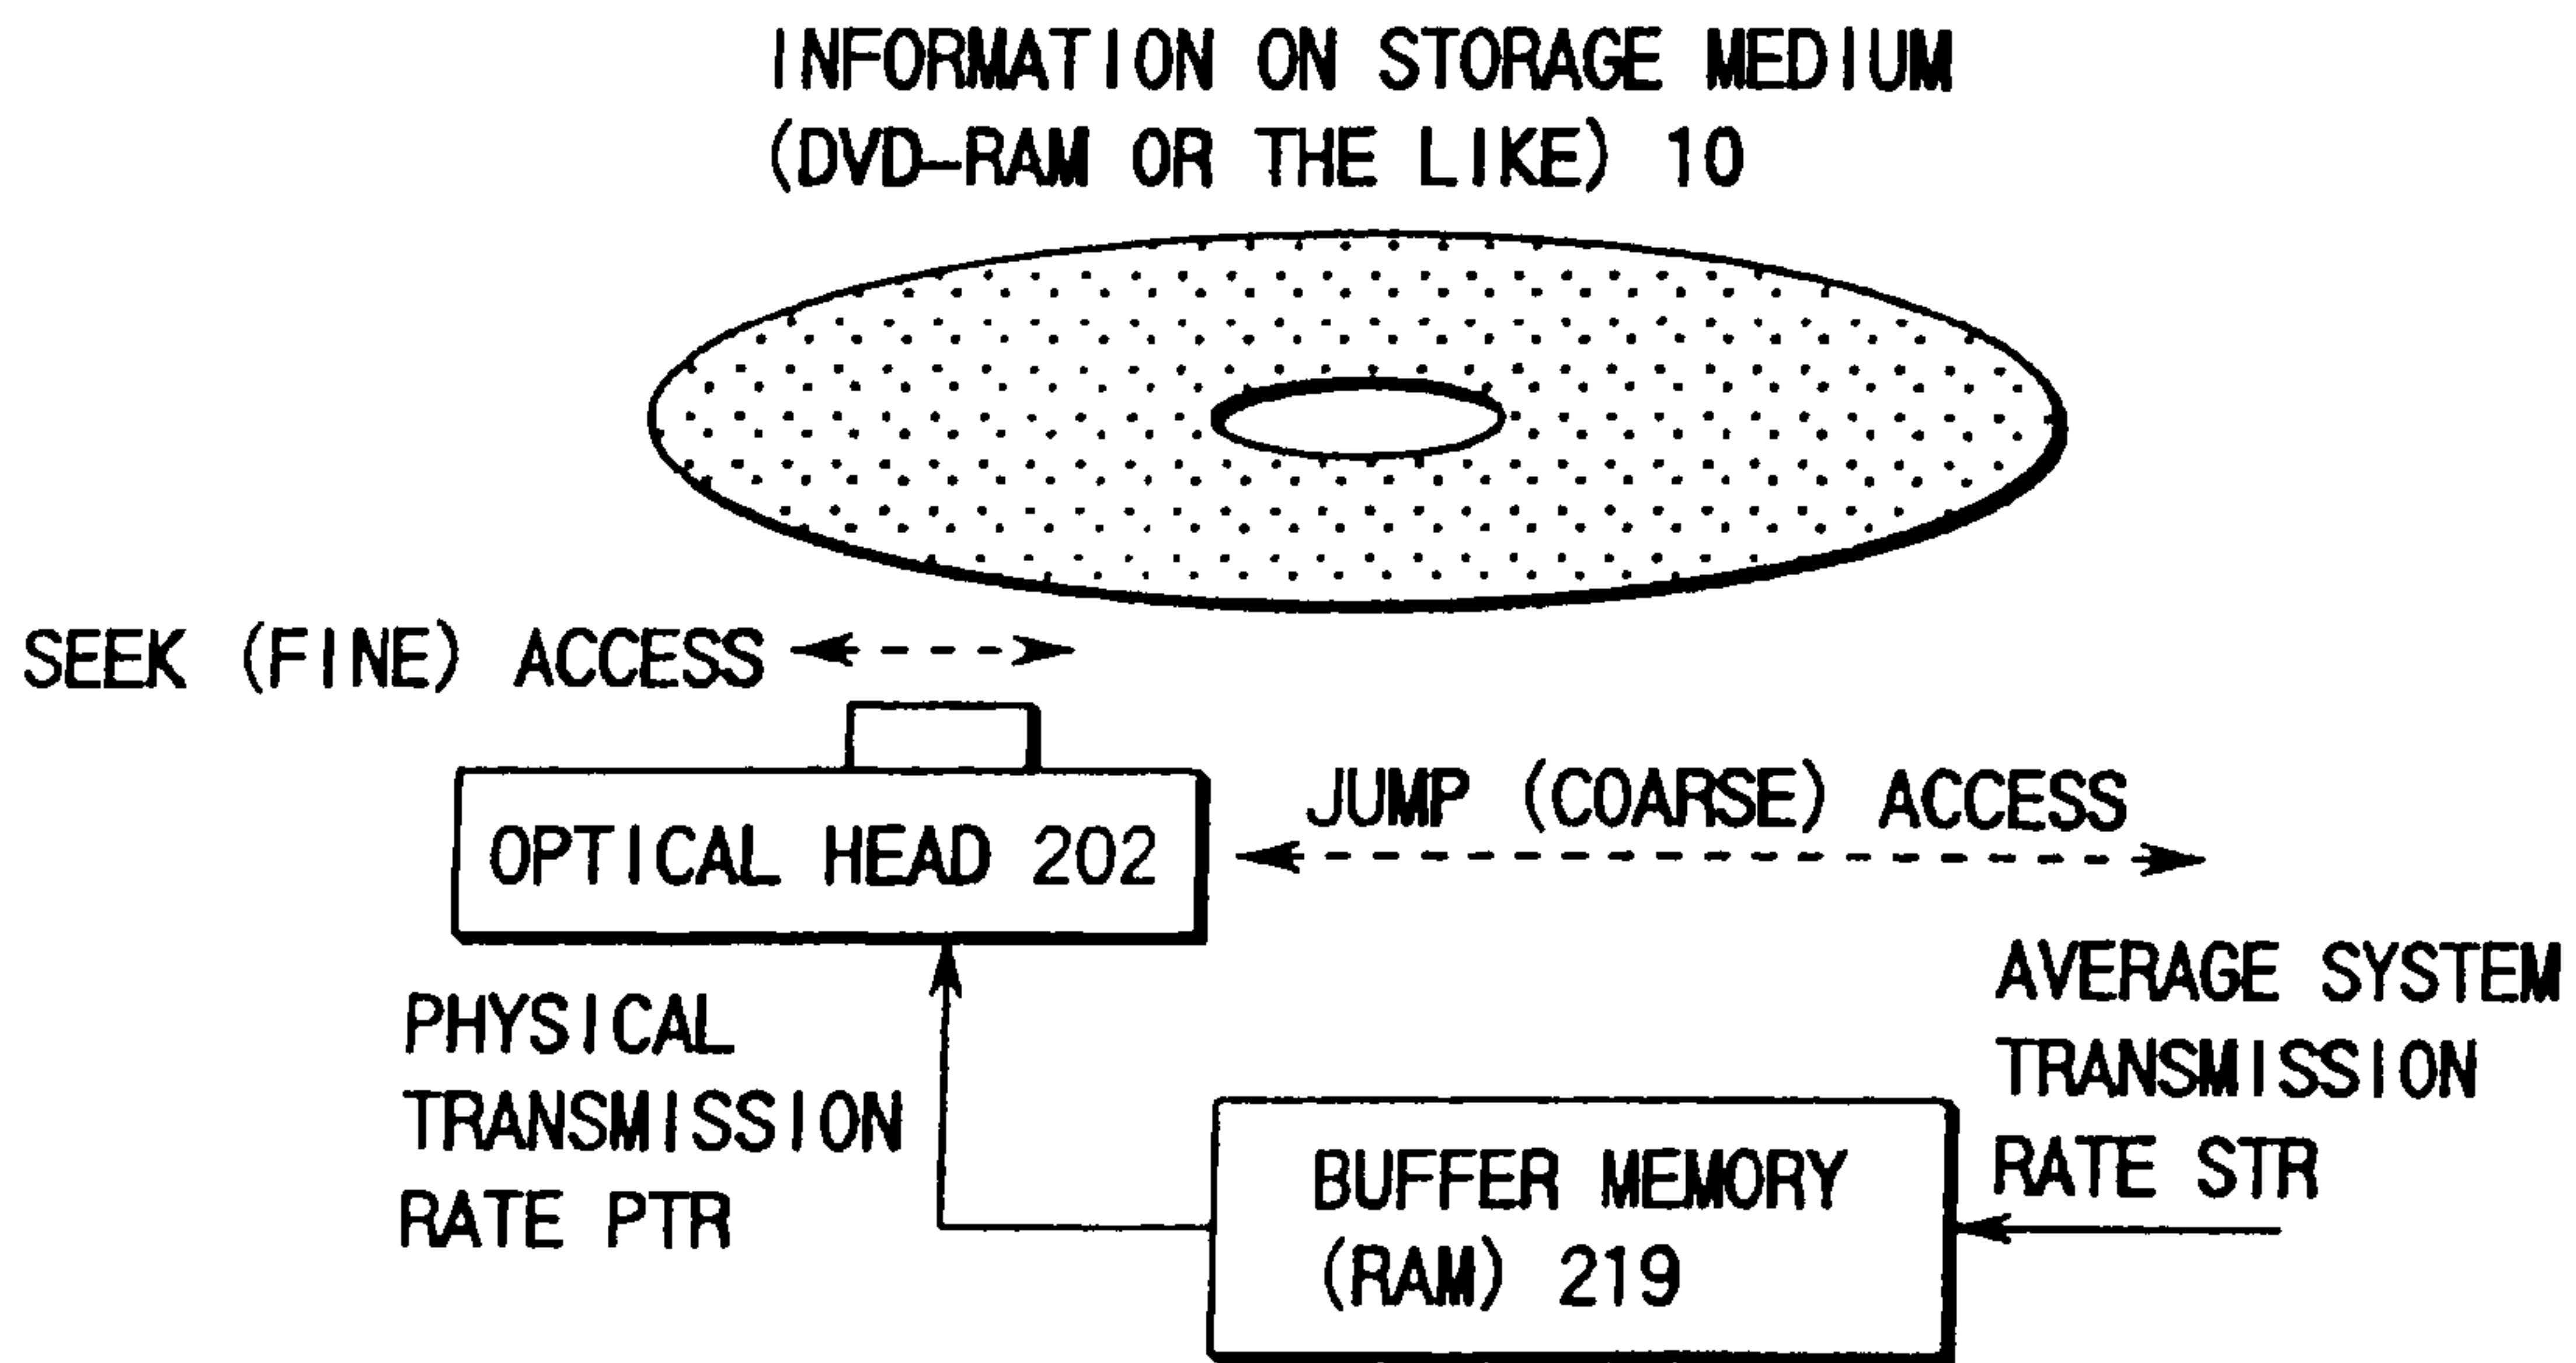 INFORMATION ON STORAGE MEDIUM
(DVD-RAM OR THE LIKE) 10
SEEK (FINE) ACCESS
JUMP (COARSE) ACCESS
OPTICAL HEAD 202
PHYSICAL
TRANSMISSION
RATE PTR
AVERAGE SYSTEM
TRANSMISSION
RATE STR
BUFFER MEMORY
(RAM) 219